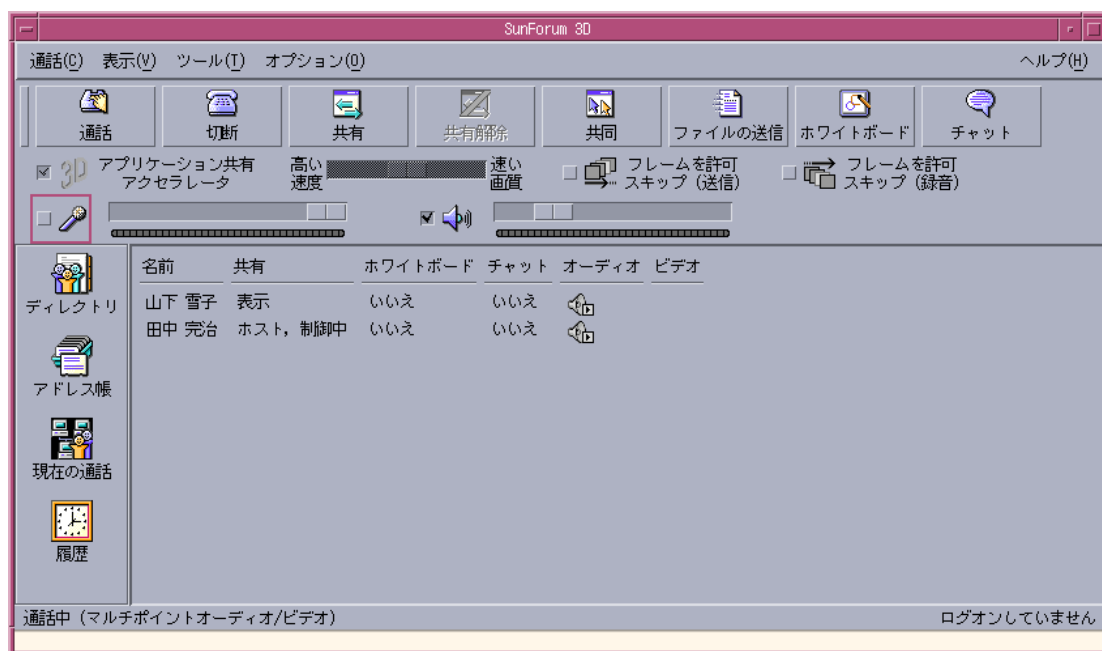 SunForum 3D
通話(C) 表示(V) ツール(T) オプション(O) ヘルプ(H)
通話 切断 共有 共有解除 共同 ファイルの送信 ホワイトボード チャット
3D アプリケーション共有 高い 速い フレームを許可 フレームを許可
アクセラレータ 速度 画質 スキップ (送信) スキップ (録音)
名前 共有 ホワイトボード チャット オーディオ ビデオ
山下 雪子 表示 いいえ いいえ
田中 完治 ホスト, 制御中 いいえ いいえ
ディレクトリ
アドレス帳
現在の通話
履歴
通話中 (マルチポイントオーディオ/ビデオ) ログオンしていません